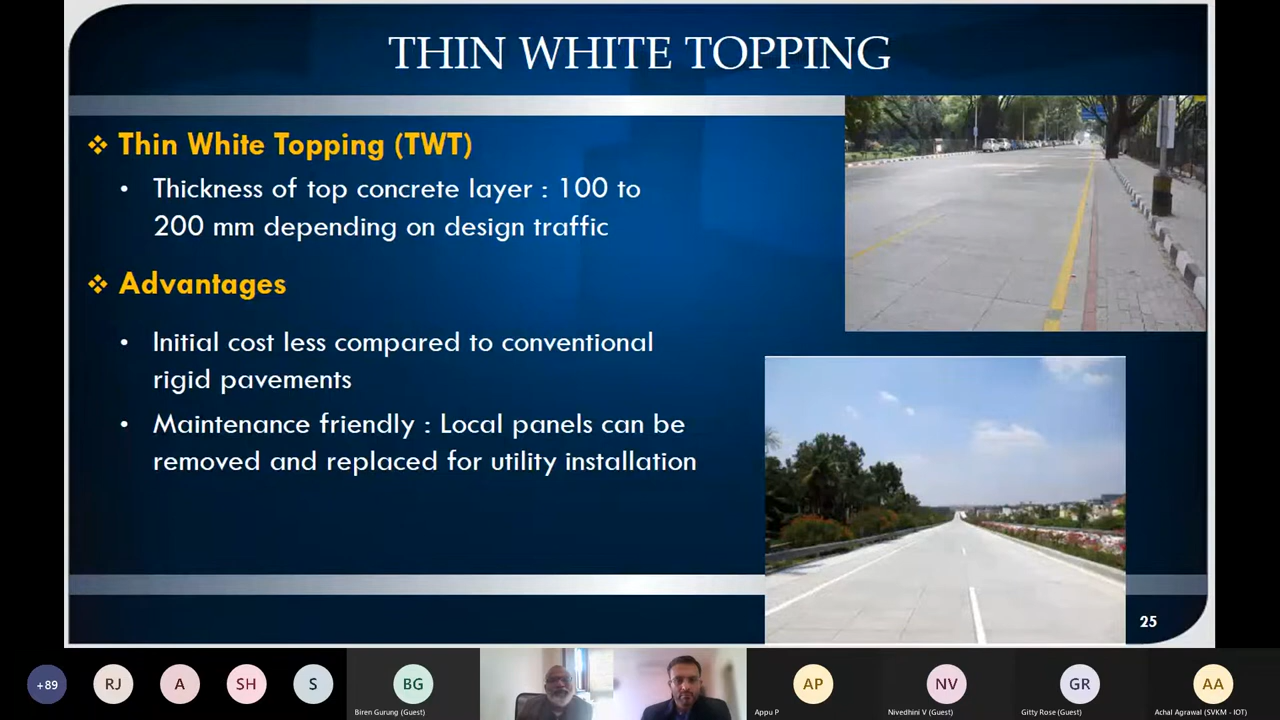 THIN WHITE TOPPING
❖ Thin White Topping (TWT)
• Thickness of top concrete layer : 100 to
200 mm depending on design traffic
❖ Advantages
• Initial cost less compared to conventional
rigid pavements
• Maintenance friendly : Local panels can be
removed and replaced for utility installation
25
+89
RJ
A
SH
S
BG
Biren Gurung (Guest)
AP
Appu P
NV
Nivedhini V (Guest)
GR
Gitty Rose (Guest)
AA
Achal Agrawal (SVKM - IOT)